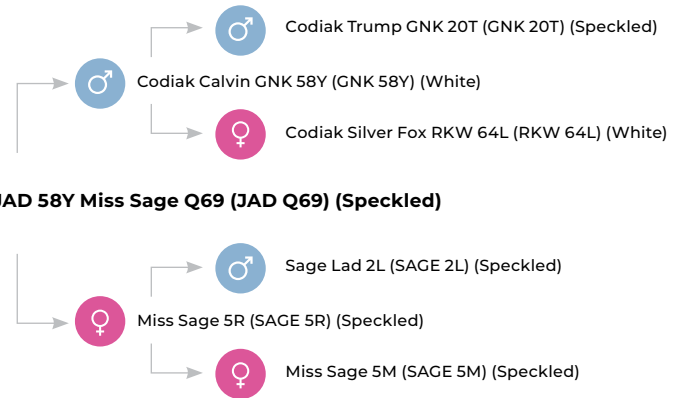 Codiak Trump GNK 20T (GNK 20T) (Speckled)
Codiak Calvin GNK 58Y (GNK 58Y) (White)
Codiak Silver Fox RKW 64L (RKW 64L) (White)
JAD 58Y Miss Sage Q69 (JAD Q69) (Speckled)
Sage Lad 2L (SAGE 2L) (Speckled)
Miss Sage 5R (SAGE 5R) (Speckled)
Miss Sage 5M (SAGE 5M) (Speckled)